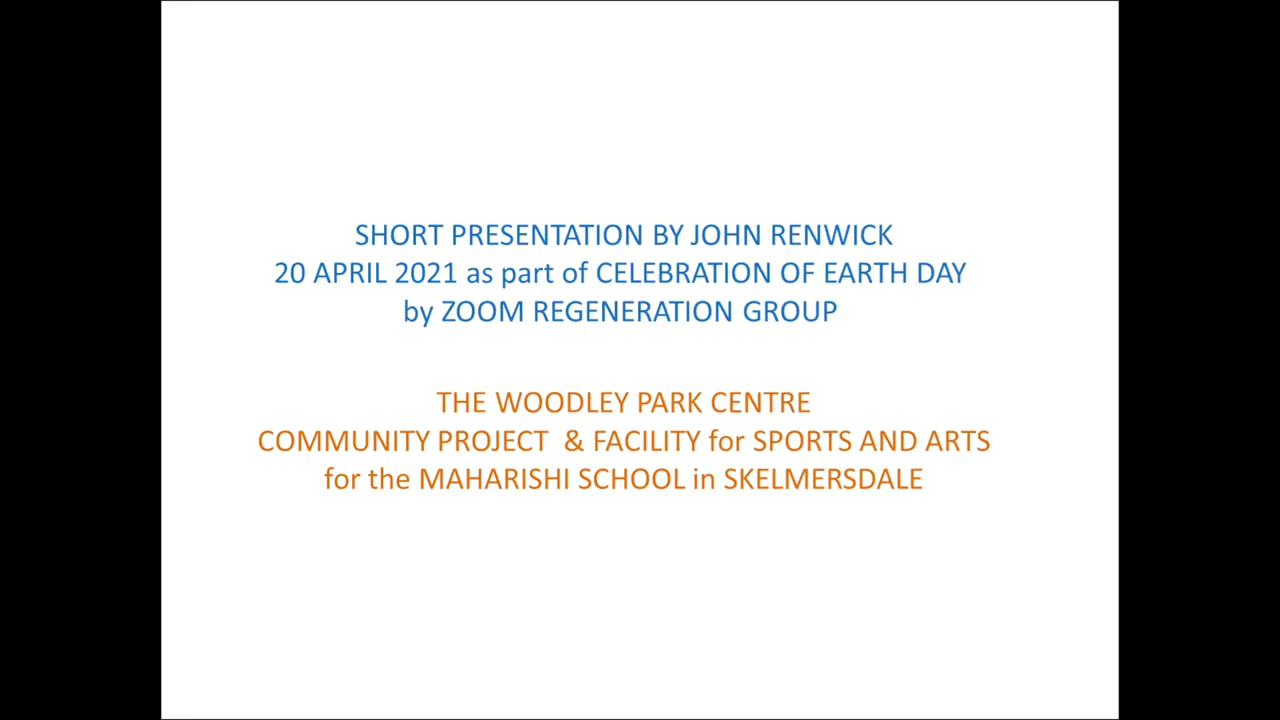 SHORT PRESENTATION BY JOHN RENWICK
20 APRIL 2021 as part of CELEBRATION OF EARTH DAY
by ZOOM REGENERATION GROUP
THE WOODLEY PARK CENTRE
COMMUNITY PROJECT  & FACILITY for SPORTS AND ARTS
for the MAHARISHI SCHOOL in SKELMERSDALE